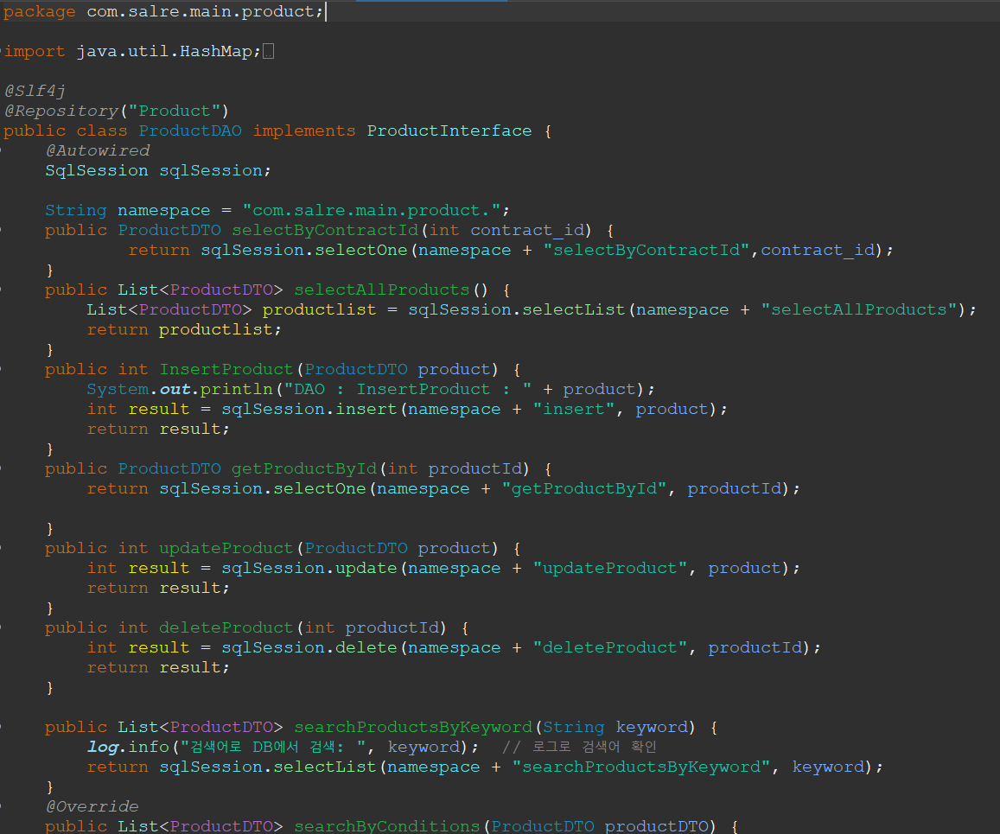 package com.salre.main.product;
import java.util.HashMap;
@Slf4j
@Repository("Product")
public class ProductDAO implements ProductInterface {
@Autowired
SqlSession sqlSession;
String namespace = "com.salre.main.product.";
public ProductDTO selectByContractId(int contract_id) {
return sqlSession.selectOne(namespace + "selectByContractId",contract_id);
}
public List<ProductDTO> selectAllProducts() {
List<ProductDTO> productlist = sqlSession.selectList(namespace + "selectAllProducts");
return productlist;
}
public int InsertProduct(ProductDTO product) {
System.out.println("DAO : InsertProduct : " + product);
int result = sqlSession.insert(namespace + "insert", product);
return result;
}
public ProductDTO getProductById(int productId) {
return sqlSession.selectOne(namespace + "getProductById", productId);
}
public int updateProduct(ProductDTO product) {
int result = sqlSession.update(namespace + "updateProduct", product);
return result;
}
public int deleteProduct(int productId) {
int result = sqlSession.delete(namespace + "deleteProduct", productId);
return result;
}
public List<ProductDTO> searchProductsByKeyword(String keyword) {
log.info("검색어로 DB에서 검색: ", keyword);  // 로그로 검색어 확인
return sqlSession.selectList(namespace + "searchProductsByKeyword", keyword);
}
@Override
public List<ProductDTO> searchByConditions(ProductDTO productDTO) {